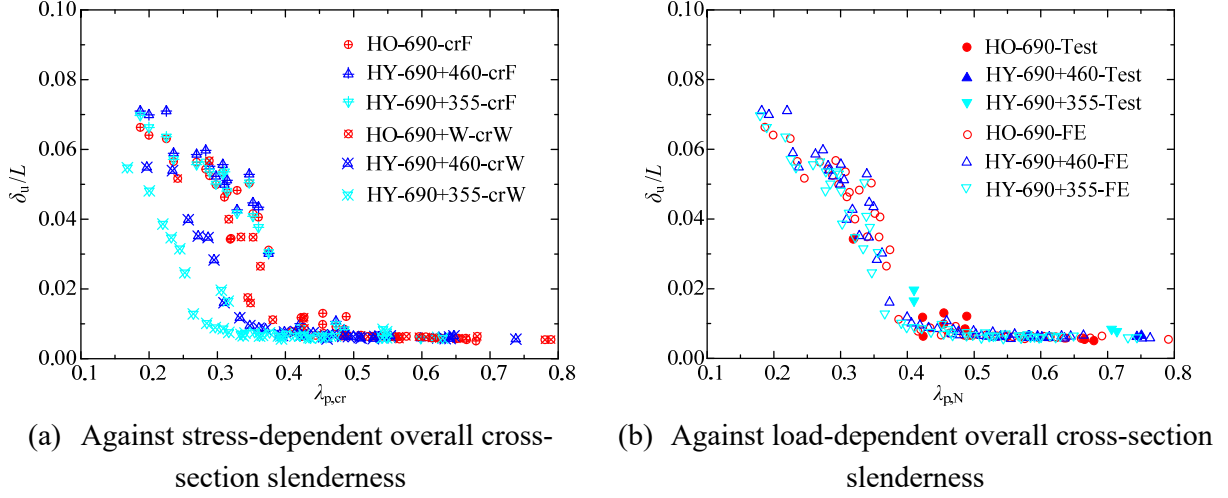 0.10
0.08
0.06
0.04
0.02
0.00
δu/L
0.1 0.2 0.3 0.4 0.5 0.6 0.7 0.8
λp,cr
HO-690-crF
HY-690+460-crF
HY-690+355-crF
HO-690+W-crW
HY-690+460-crW
HY-690+355-crW
(a) Against stress-dependent overall cross-
section slenderness
0.10
0.08
0.06
0.04
0.02
0.00
δu/L
0.1 0.2 0.3 0.4 0.5 0.6 0.7 0.8
λp,N
HO-690-Test
HY-690+460-Test
HY-690+355-Test
HO-690-FE
HY-690+460-FE
HY-690+355-FE
(b) Against load-dependent overall cross-section
slenderness